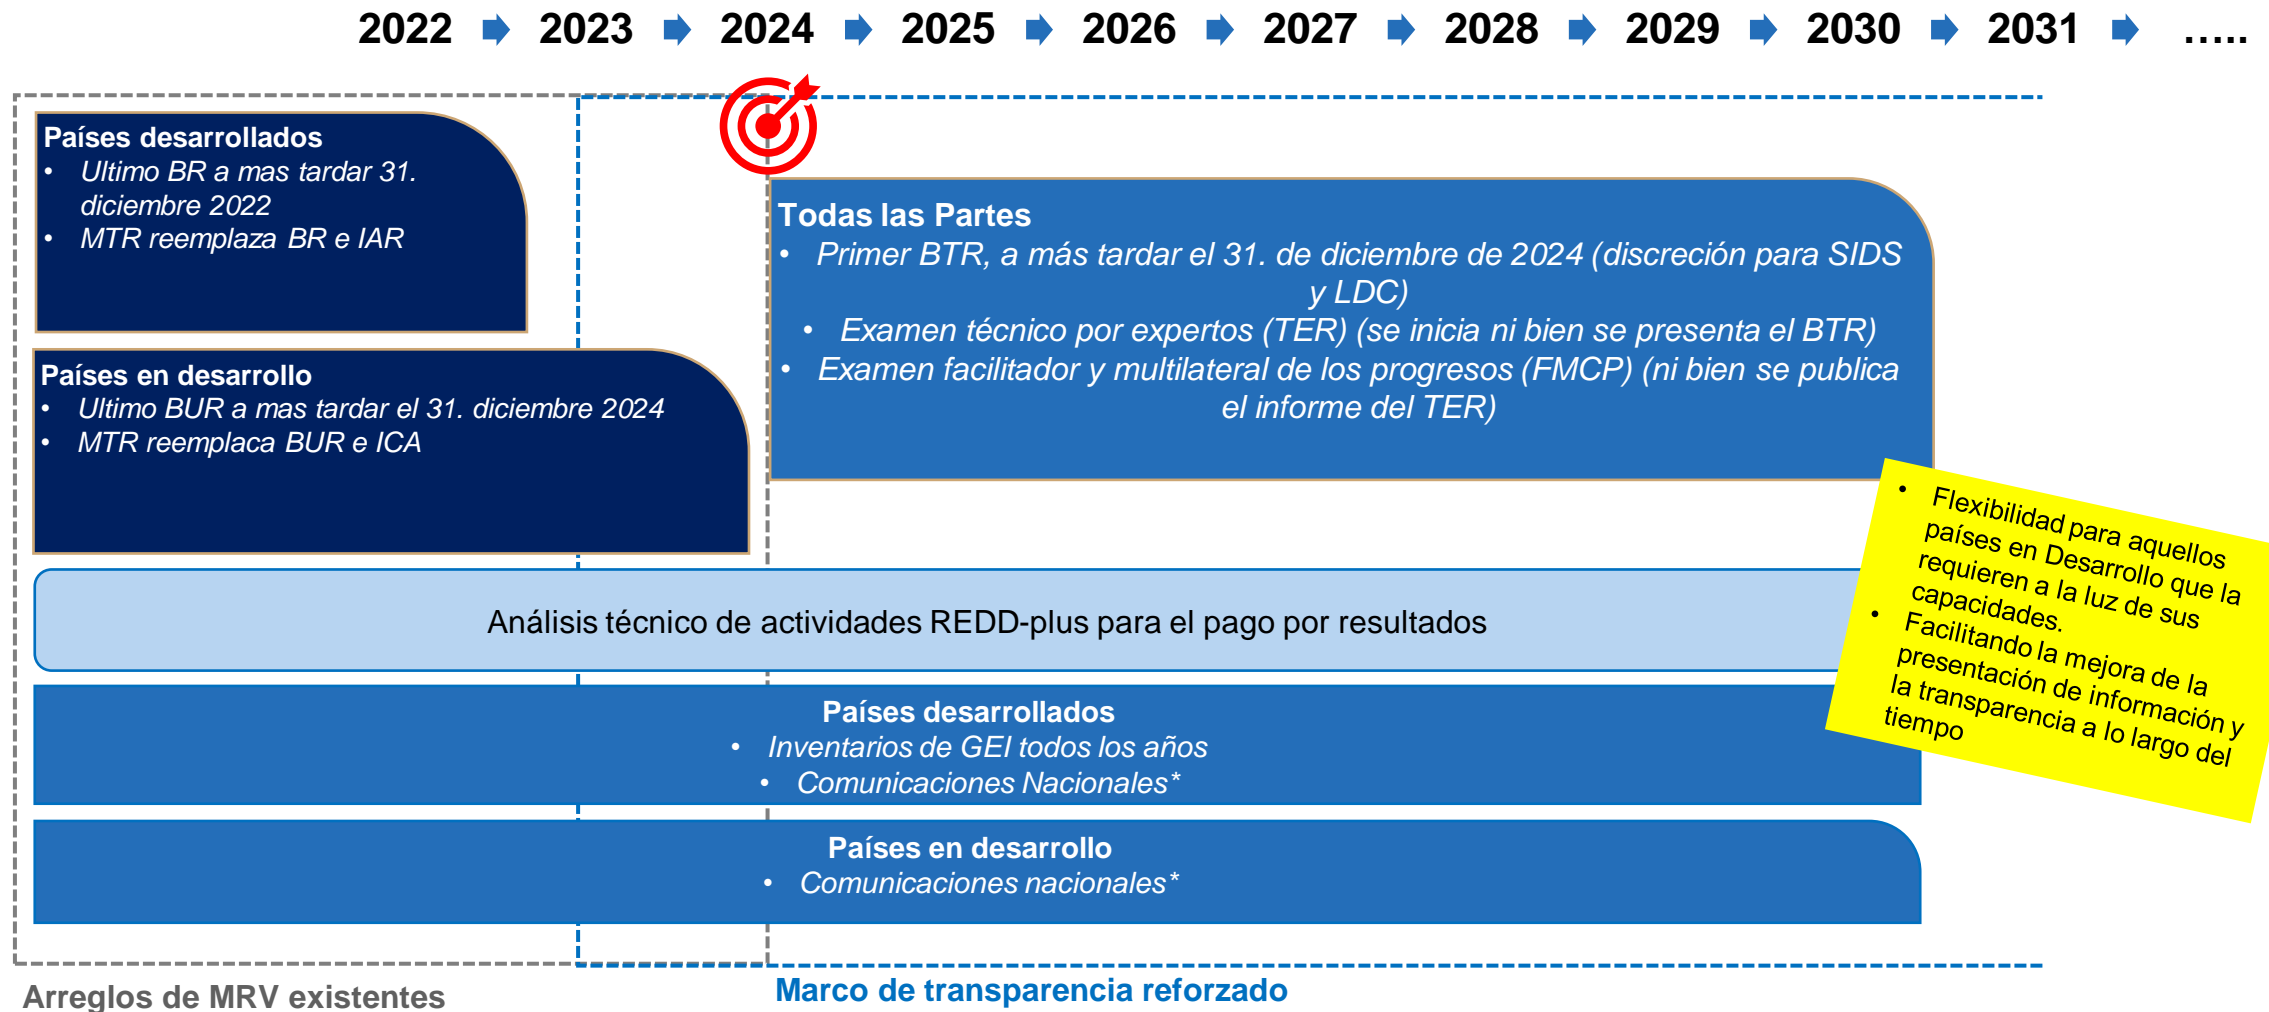 2022 2023 2024 2025 2026 2027 2028 2029 2030 2031 .....
Países desarrollados
• Ultimo BR a mas tardar 31.
diciembre 2022
• MTR reemplaza BR e IAR
Todas las Partes
• Primer BTR, a más tardar el 31. de diciembre de 2024 (discreción para SIDS
y LDC)
• Examen técnico por expertos (TER) (se inicia ni bien se presenta el BTR)
• Examen facilitador y multilateral de los progresos (FMCP) (ni bien se publica
el informe del TER)
Países en desarrollo
• Ultimo BUR a mas tardar el 31. diciembre 2024
• MTR reemplaca BUR e ICA
• Flexibilidad para aquellos
países en Desarrollo que la
requieren a la luz de sus
capacidades.
• Facilitando la mejora de la
presentación de información y
la transparencia a lo largo del
tiempo
Análisis técnico de actividades REDD-plus para el pago por resultados
Países desarrollados
• Inventarios de GEI todos los años
• Comunicaciones Nacionales*
Países en desarrollo
• Comunicaciones nacionales*
Arreglos de MRV existentes
Marco de transparencia reforzado